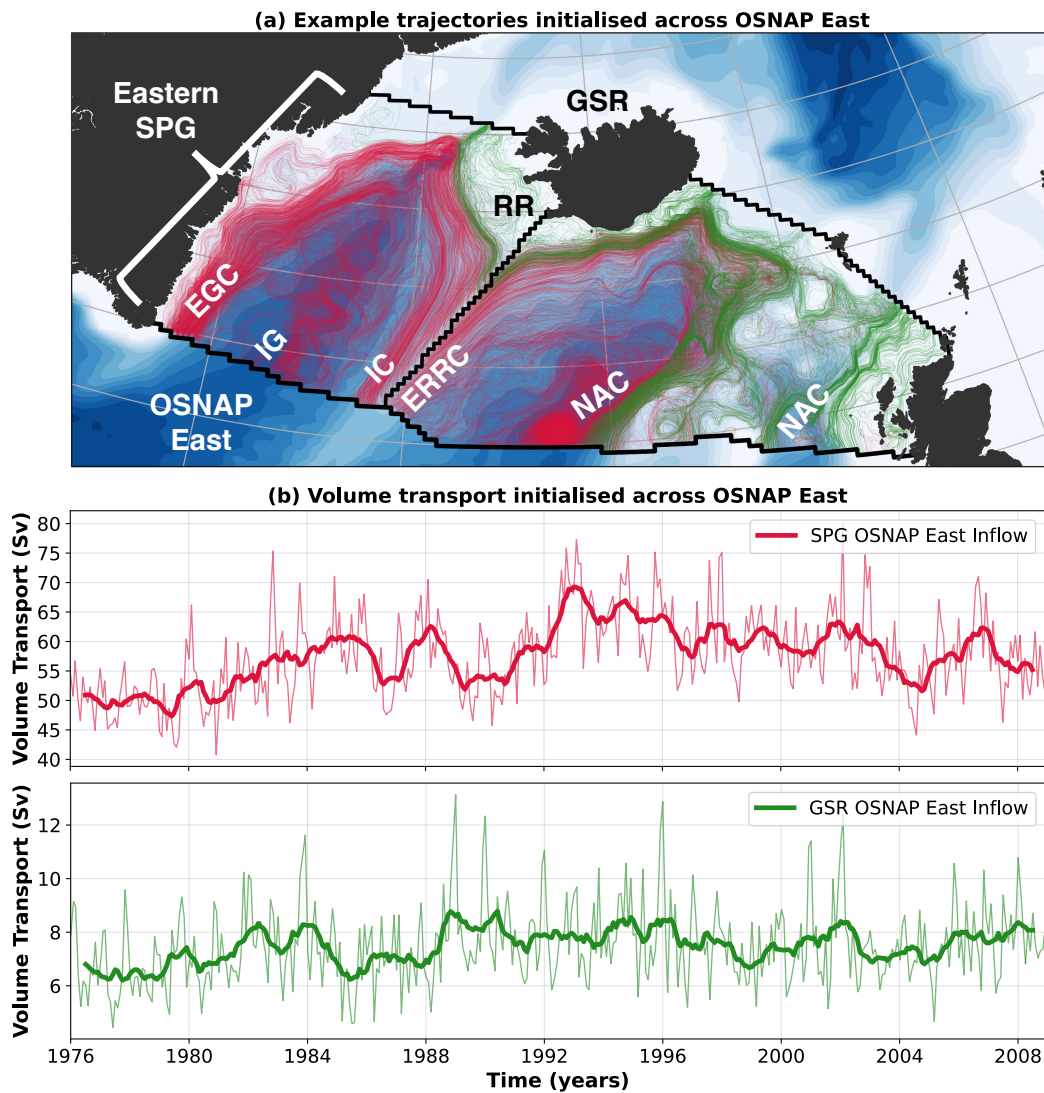 (a) Example trajectories initialised across OSNAP East
Eastern
SPG
GSR
RR
EGC
IG
IC
ERRC
NAC
NAC
OSNAP
East
(b) Volume transport initialised across OSNAP East
Volume Transport (Sv)
80
75
70
65
60
55
50
45
40
SPG OSNAP East Inflow
Volume Transport (Sv)
12
10
8
6
GSR OSNAP East Inflow
1976 1980 1984 1988 1992 1996 2000 2004 2008
Time (years)